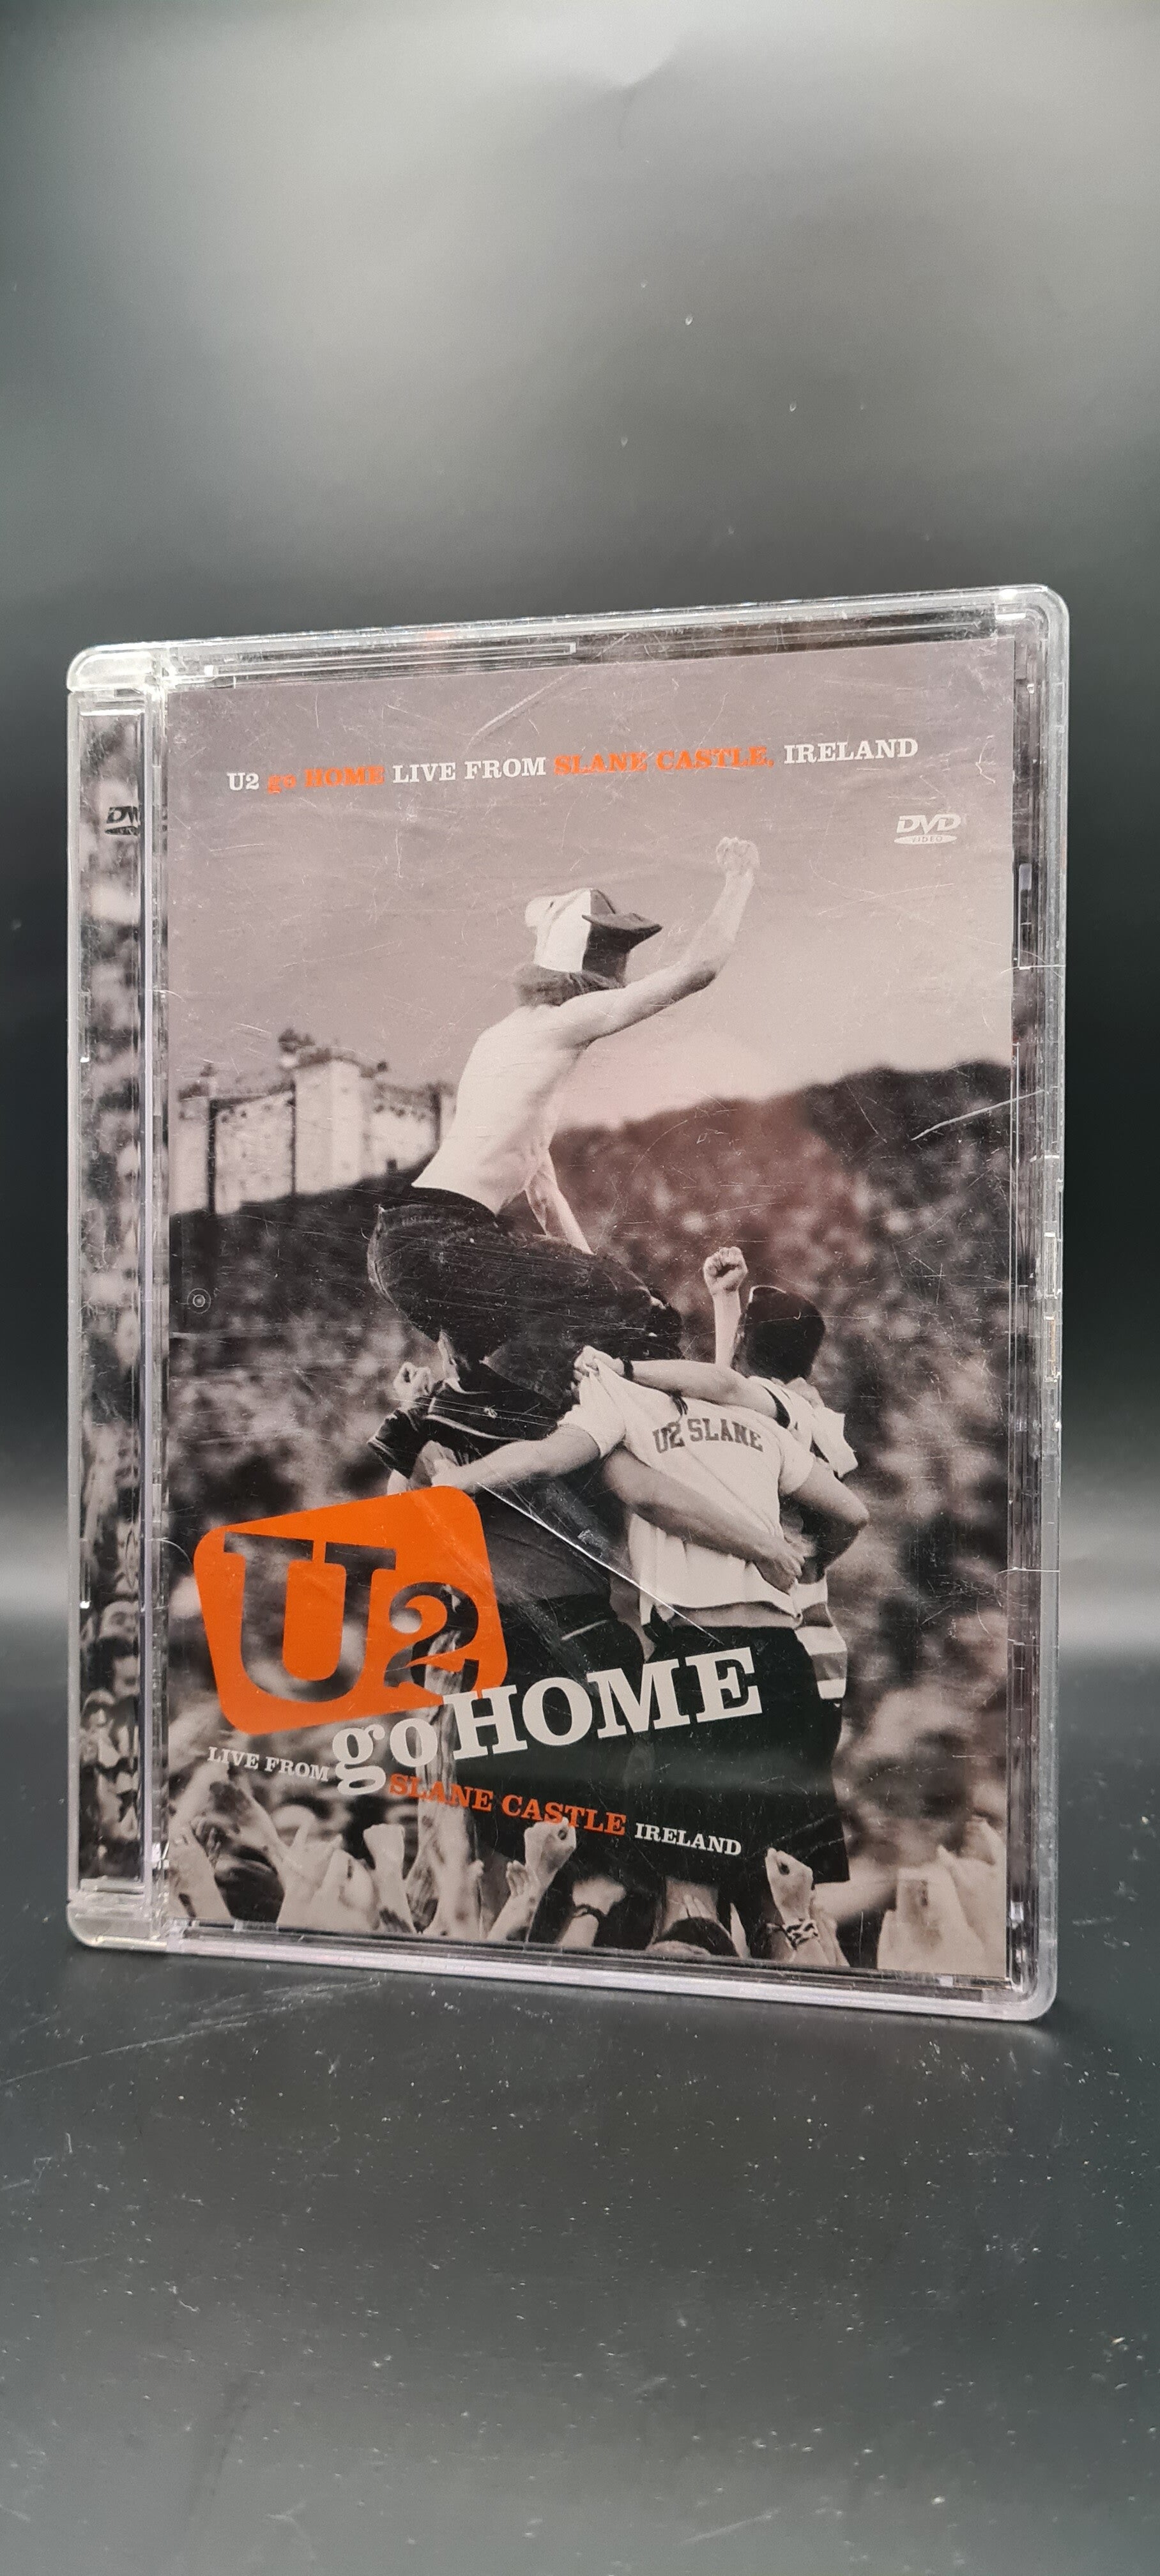 U2 go HOME LIVE FROM SLANE CASTLE, IRELAND
DVD
VIDEO
U2 SLANE
U2
go HOME
LIVE FROM SLANE CASTLE IRELAND